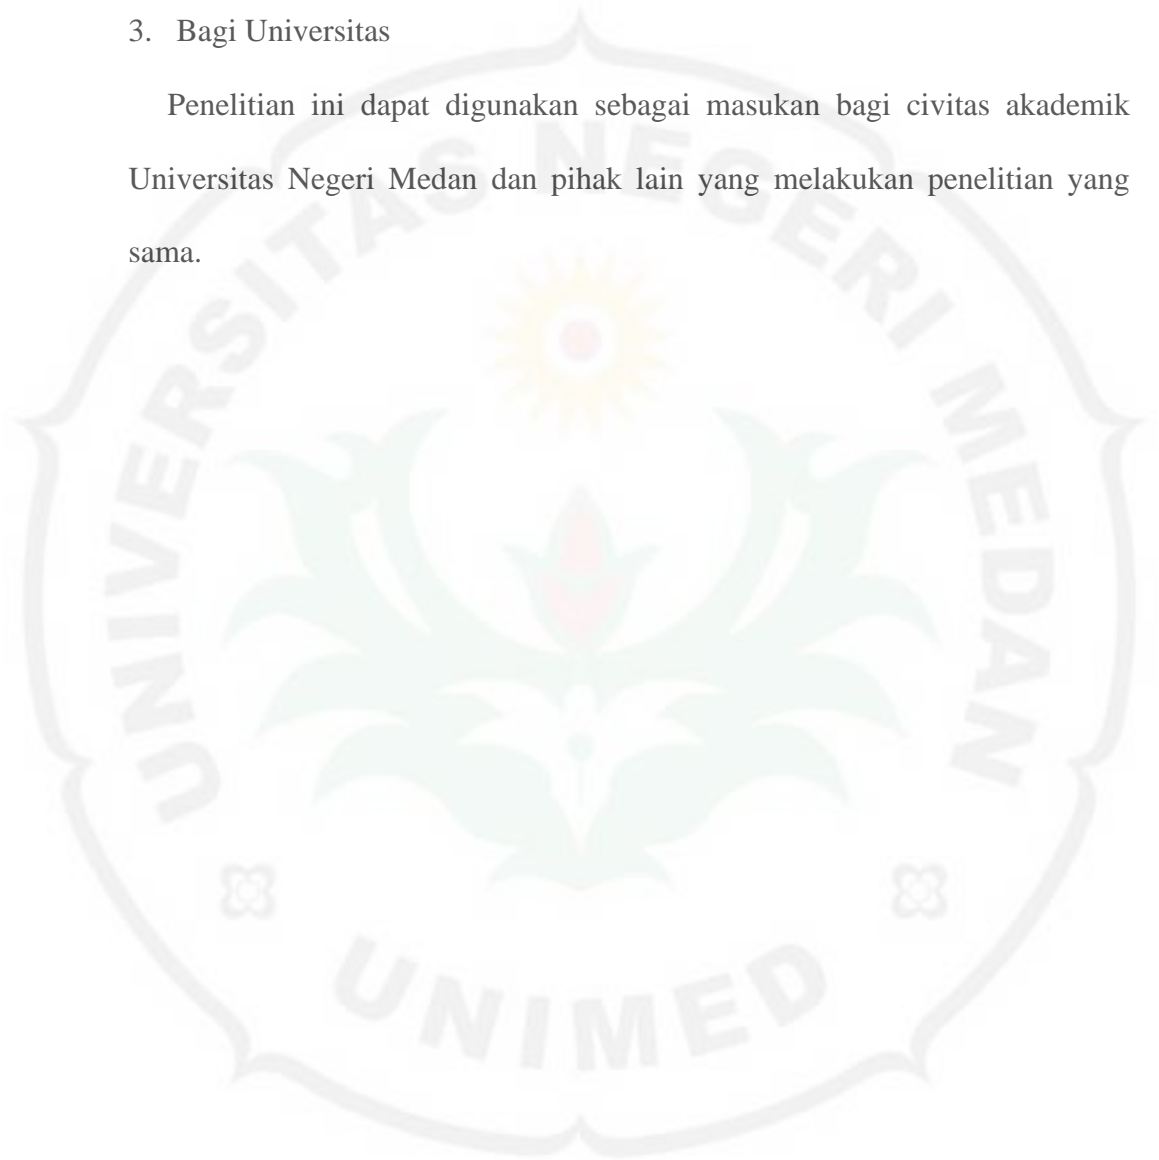 3. Bagi Universitas
Penelitian ini dapat digunakan sebagai masukan bagi civitas akademik
Universitas Negeri Medan dan pihak lain yang melakukan penelitian yang
sama.
UNIVERSITAS NEGERI MEDAN
UNIMED